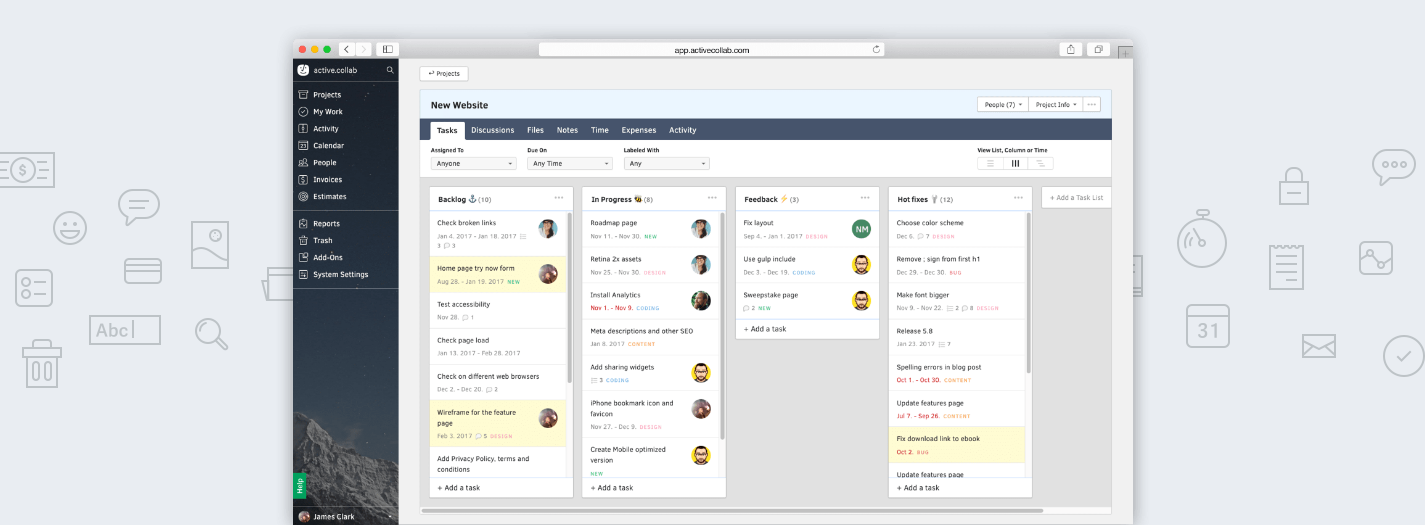 app.activecollab.com
active.collab
Projects
My Work
Activity
23
Calendar
People
Invoices
Estimates
Reports
Trash
Add-Ons
System Settings
Help
James Clark
Projects
New Website
People (7)
Project Info
Tasks Discussions Files Notes Time Expenses Activity
Assigned To Due On Labeled With View List, Column or Time
Anyone Any Time Any
Backlog (10)
Check broken links
Jan 4. 2017 - Jan 18. 2017
3 3
Home page try now form
Aug 28. - Jan 19. 2017 NEW
Test accessibility
Nov 28. 1
Check page load
Jan 13. 2017 - Feb 28. 2017
Check on different web browsers
Dec 2. - Dec 20. 2
Wireframe for the feature
page
Feb 3. 2017 5 DESIGN
Add Privacy Policy, terms and
conditions
+ Add a task
In Progress (8)
Roadmap page
Nov 11. - Nov 30. NEW
Retina 2x assets
Nov 25. - Nov 30. DESIGN
Install Analytics
Nov 1. - Nov 9. CODING
Meta descriptions and other SEO
Jan 8. 2017 CONTENT
Add sharing widgets
3 CODING
iPhone bookmark icon and
favicon
Nov 27. - Dec 9. DESIGN
Create Mobile optimized
version
NEW
+ Add a task
Feedback (3)
Fix layout
Sep 4. - Jan 1. 2017 DESIGN
NM
Use gulp include
Dec 3. - Dec 19. CODING
Sweepstake page
2 NEW
+ Add a task
Hot fixes (12)
Choose color scheme
Dec 6. 7 DESIGN
Remove ; sign from first h1
Dec 29. - Dec 30. BUG
Make font bigger
Nov 9. - Nov 22. 2 8 DESIGN
Release 5.8
Jan 23. 2017 7
Spelling errors in blog post
Oct 1. - Oct 30. CONTENT
Update features page
Jul 7. - Sep 26. CONTENT
Fix download link to ebook
Oct 2. BUG
Update features page
+ Add a task
+ Add a Task List
Abc
31